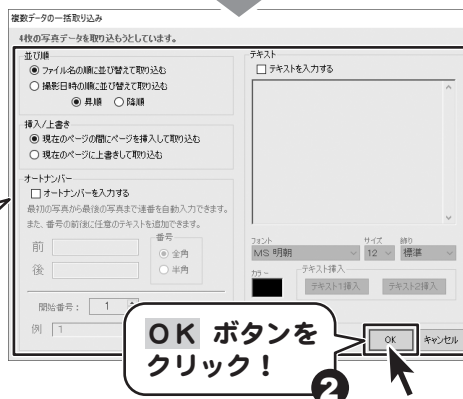 複数データの一括取り込み
4枚の写真データを取り込もうとしています。
並び順
ファイル名の順に並び替えて取り込む
撮影日時の順に並び替えて取り込む
昇順 降順
挿入/上書き
現在のページの間にページを挿入して取り込む
現在のページに上書きして取り込む
オートナンバー
オートナンバーを入力する
最初の写真から最後の写真まで連番を自動入力できます。
また、番号の前後に任意のテキストを追加できます。
前
後
番号
全角
半角
開始番号： 1
例 1
テキスト
テキストを入力する
フォント サイズ 飾り
MS 明朝 12 標準
カラー
テキスト挿入
テキスト1挿入 テキスト2挿入
OK キャンセル
OK ボタンを
クリック！
2